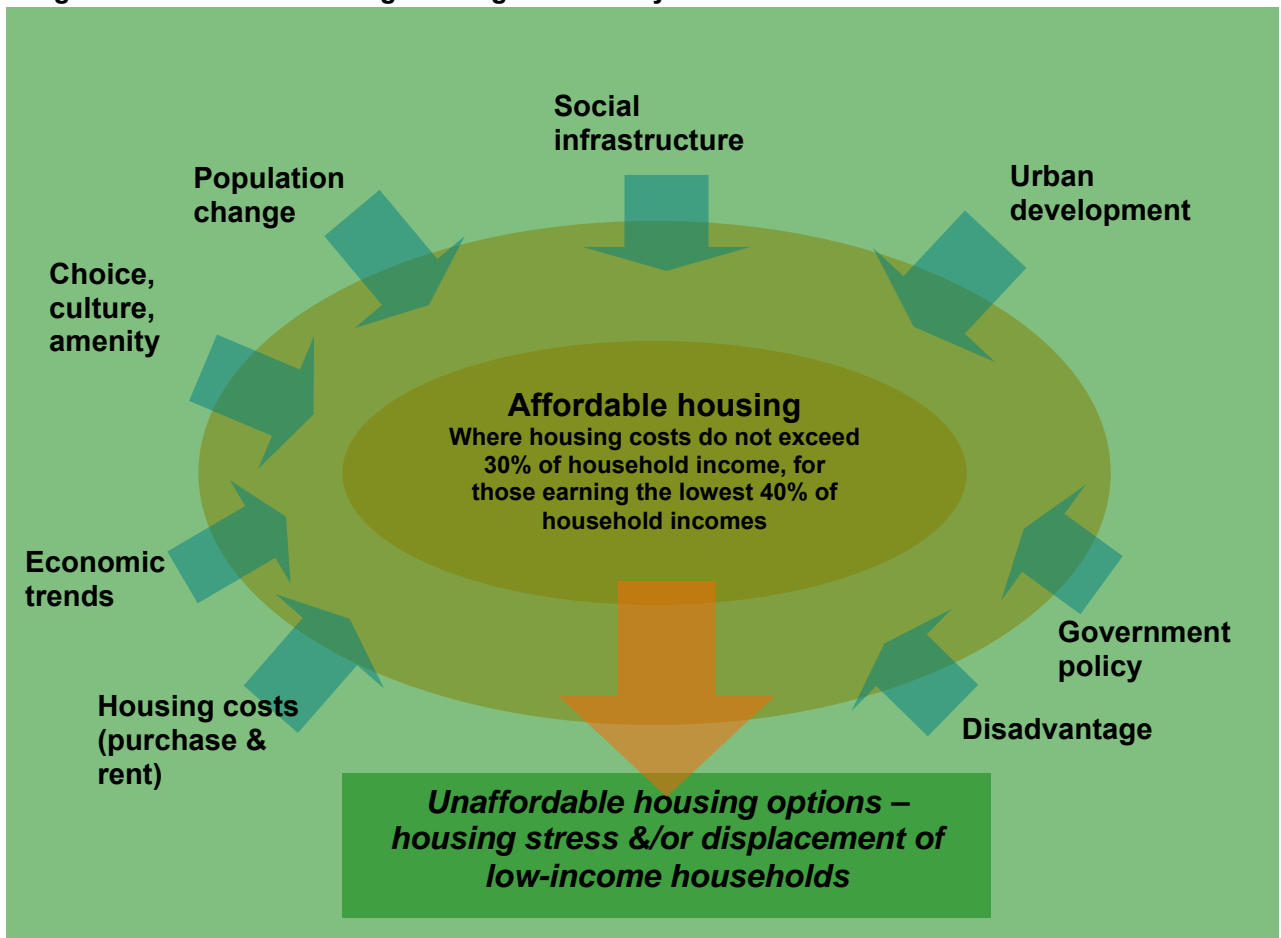 Social
infrastructure
Population
change
Urban
development
Choice,
culture,
amenity
Affordable housing
Where housing costs do not exceed
30% of household income, for
those earning the lowest 40% of
household incomes
Economic
trends
Government
policy
Housing costs
(purchase &
rent)
Disadvantage
Unaffordable housing options –
housing stress &/or displacement of
low-income households